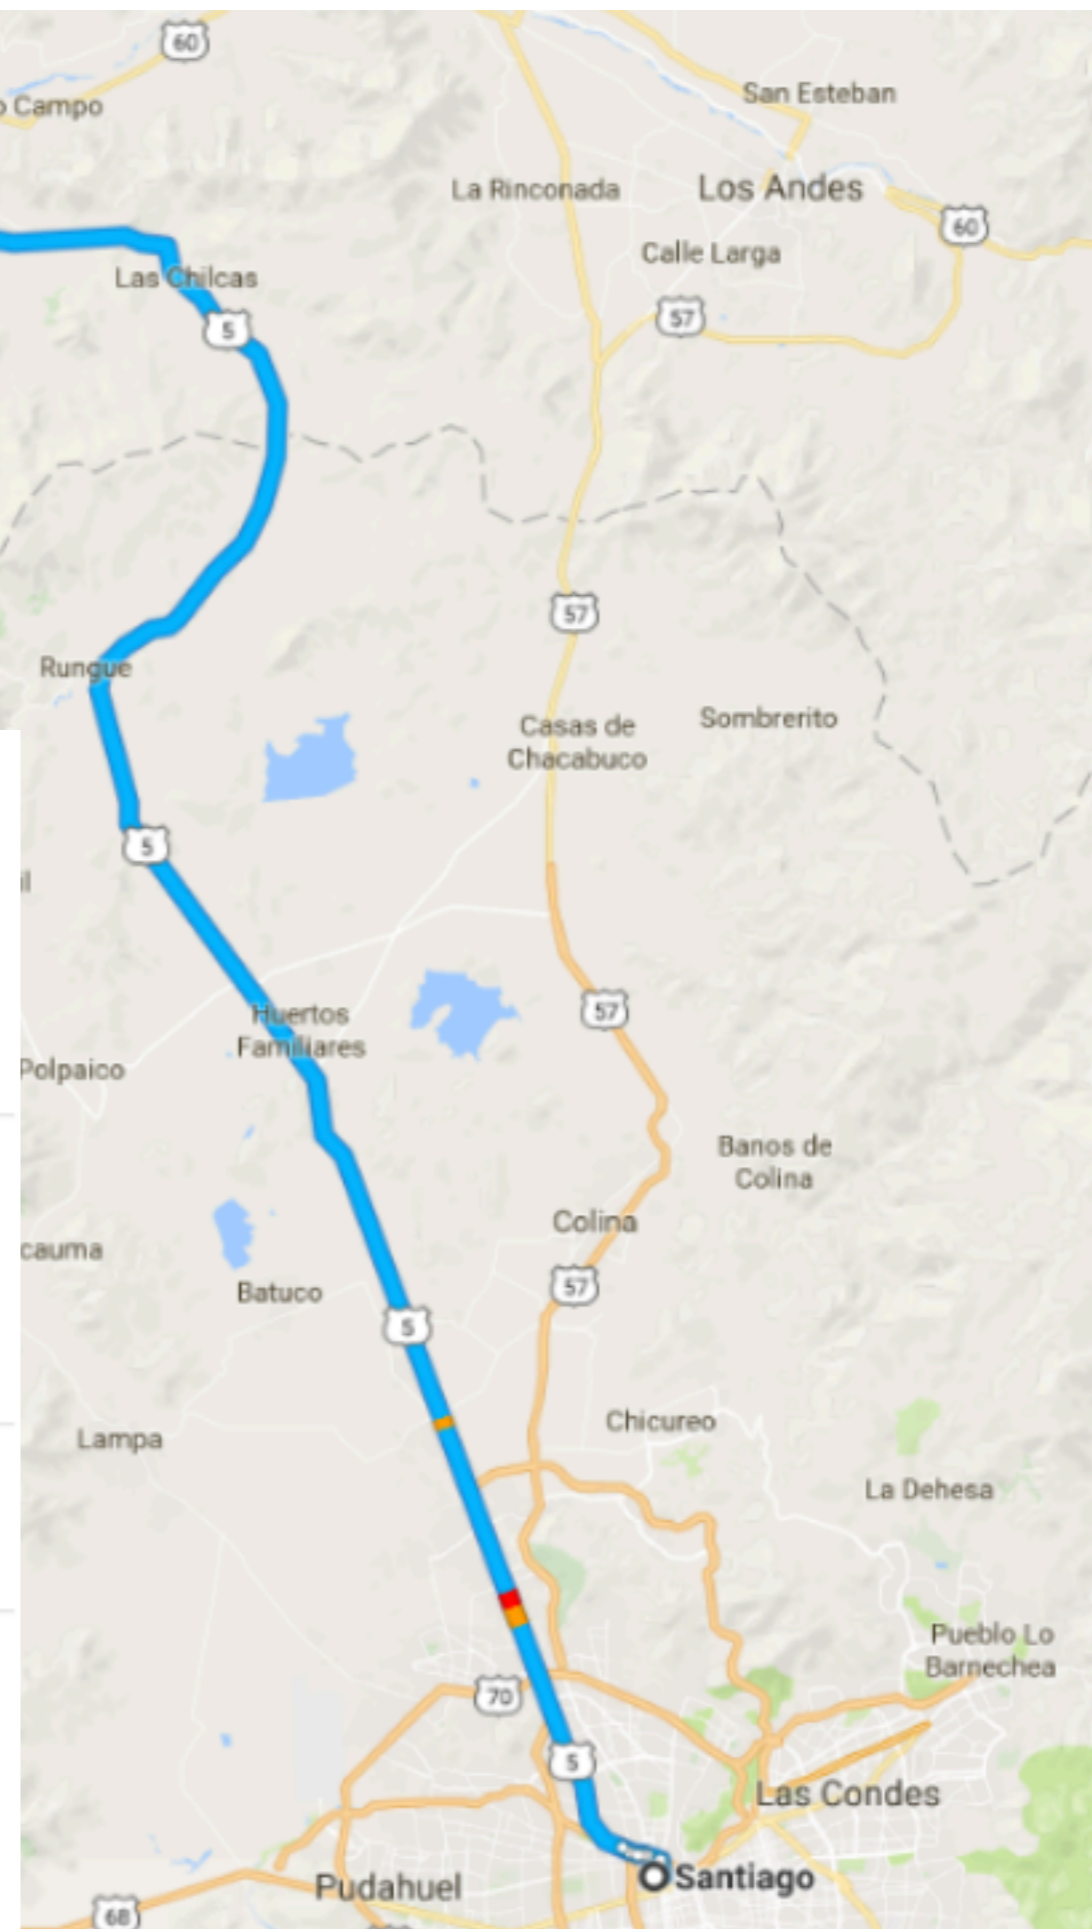 60
San Esteban
o Campo
La Rinconada
Los Andes
60
Calle Larga
Las Chilcas
57
5
57
Rungue
Sombrerito
Casas de
Chacabuco
5
il
57
Huertos
Familiares
Polpaico
Banos de
Colina
Colina
cauma
57
Batuco
5
Chicureo
Lampa
La Dehesa
Pueblo Lo
Barnechea
70
5
Las Condes
Santiago
Pudahuel
68